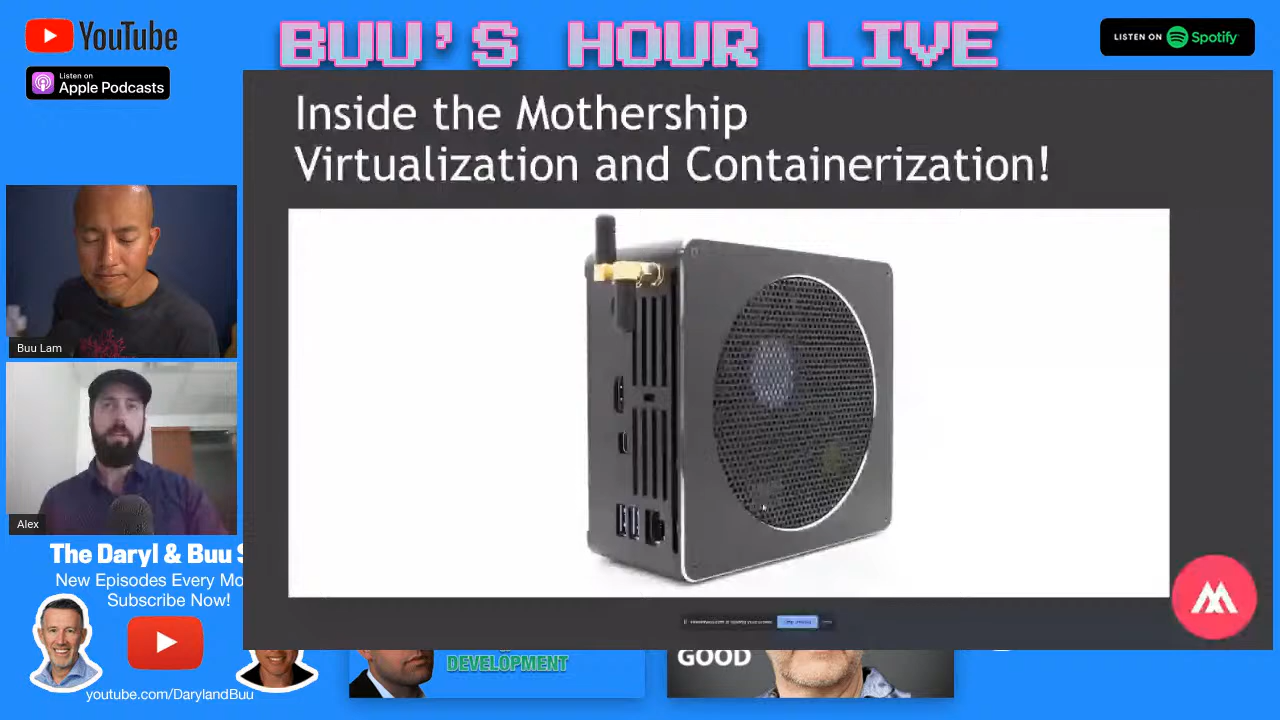 YouTube
BUU'S HOUR LIVE
LISTEN ON Spotify
Listen on
Apple Podcasts
Inside the Mothership
Virtualization and Containerization!
Buu Lam
Alex
The Daryl & Buu S
New Episodes Every Mo
Subscribe Now!
youtube.com/DarylandBuu
DEVELOPMENT
GOOD